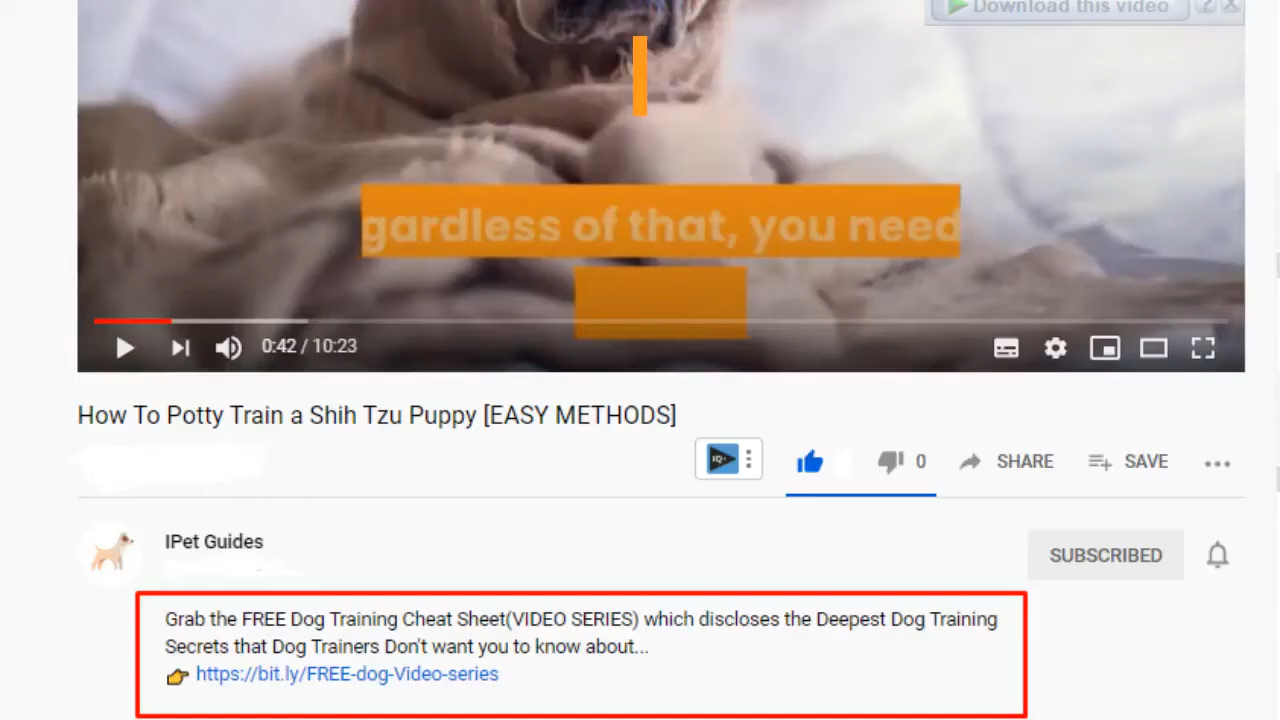 Download this video
gardless of that, you need
0:42 / 10:23
How To Potty Train a Shih Tzu Puppy [EASY METHODS]
IQ
0
SHARE
SAVE
IPet Guides
SUBSCRIBED
Grab the FREE Dog Training Cheat Sheet(VIDEO SERIES) which discloses the Deepest Dog Training
Secrets that Dog Trainers Don't want you to know about...
https://bit.ly/FREE-dog-Video-series